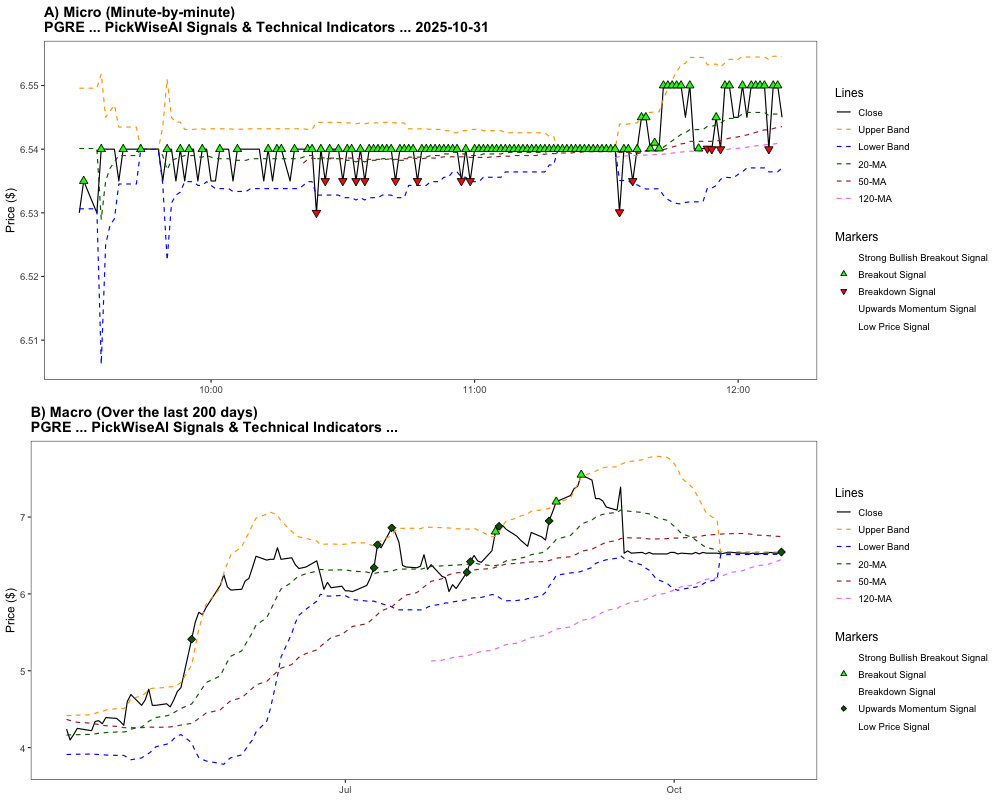 A) Micro (Minute-by-minute)
PGRE ... PickWiseAI Signals & Technical Indicators ... 2025-10-31
Price ($)
6.55
6.54
6.53
6.52
6.51
10:00
11:00
12:00
Lines
Close
Upper Band
Lower Band
20-MA
50-MA
120-MA
Markers
Strong Bullish Breakout Signal
Breakout Signal
Breakdown Signal
Upwards Momentum Signal
Low Price Signal
B) Macro (Over the last 200 days)
PGRE ... PickWiseAI Signals & Technical Indicators ...
Price ($)
7
6
5
4
Jul
Oct
Lines
Close
Upper Band
Lower Band
20-MA
50-MA
120-MA
Markers
Strong Bullish Breakout Signal
Breakout Signal
Breakdown Signal
Upwards Momentum Signal
Low Price Signal